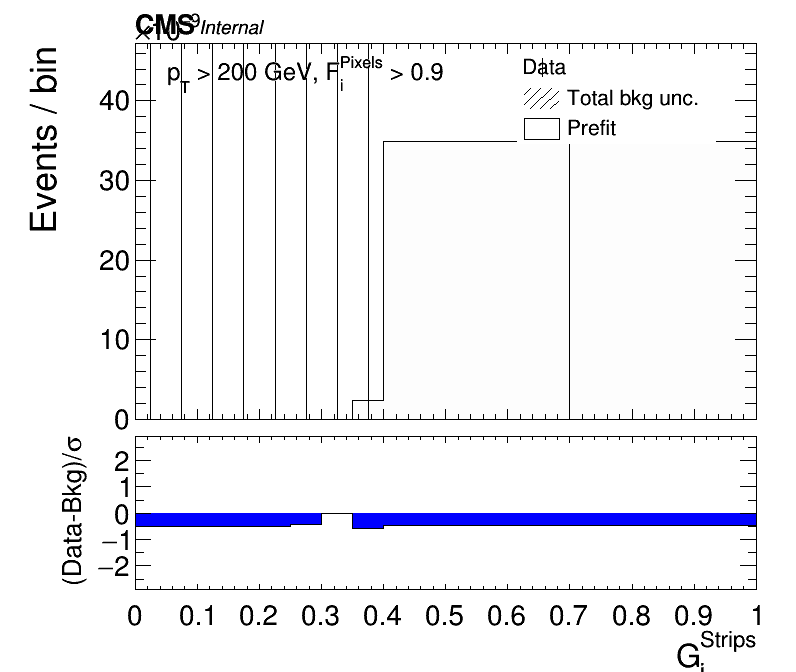 CMS Internal
×10⁻⁹
p_T > 200 GeV, F_i^Pixels > 0.9
Data
Total bkg unc.
Prefit
Events / bin
40
30
20
10
0
(Data-Bkg)/σ
2
1
0
−1
−2
0 0.1 0.2 0.3 0.4 0.5 0.6 0.7 0.8 0.9 1
G_i^Strips